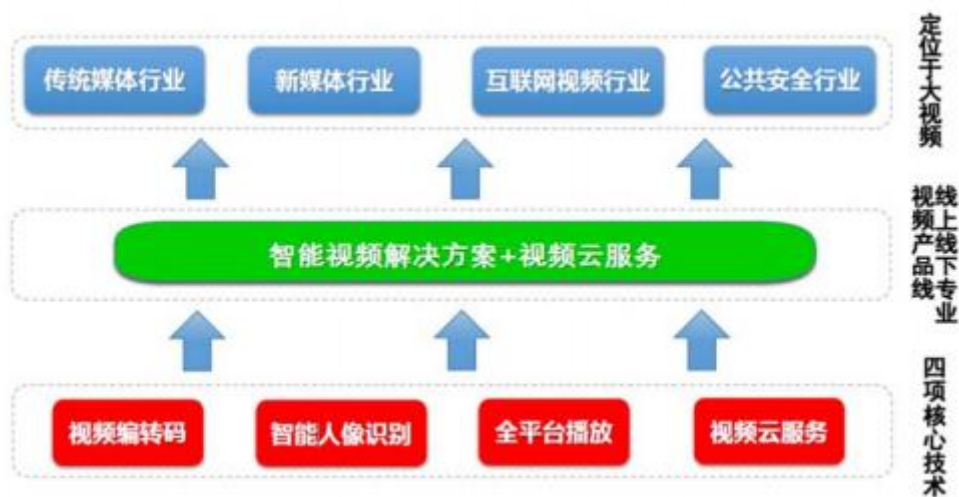 传统媒体行业
新媒体行业
互联网视频行业
公共安全行业
定位于大视频
智能视频解决方案+视频云服务
线上线下专业
视频产品线
视频编转码
智能人像识别
全平台播放
视频云服务
四项核心技术